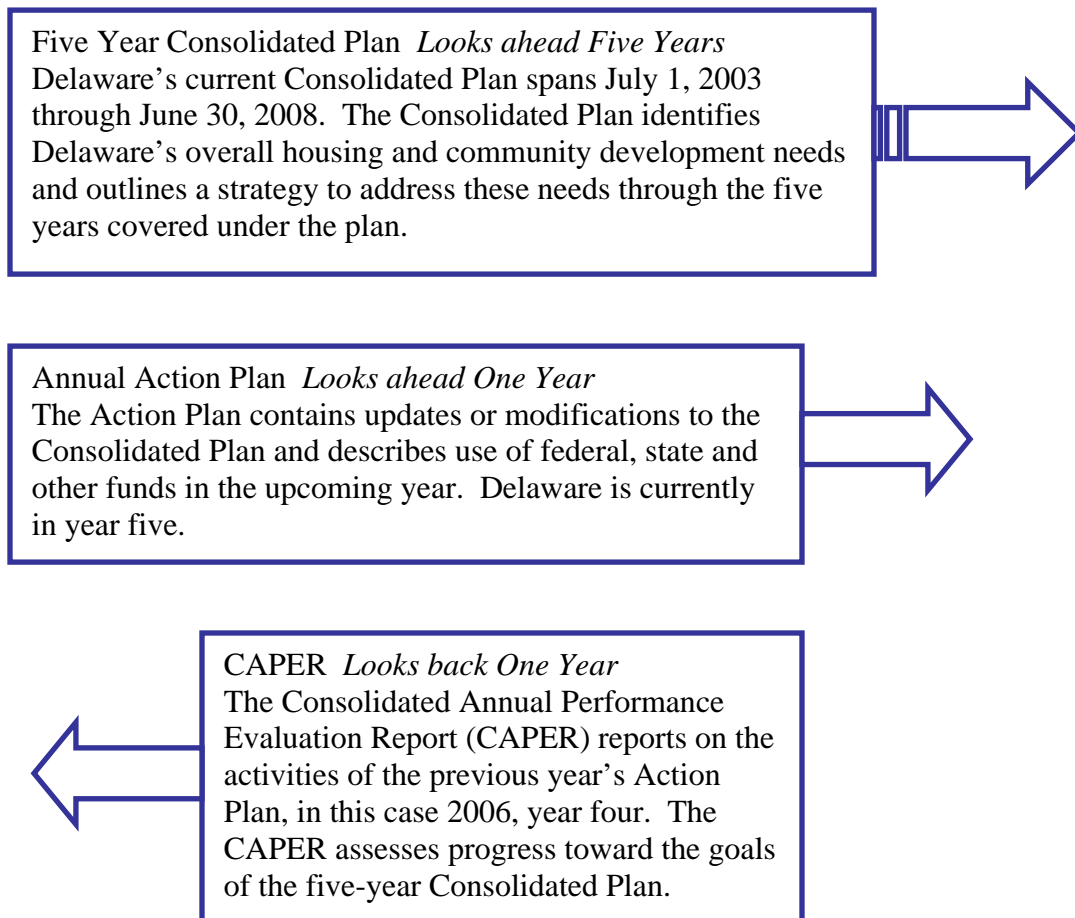 Five Year Consolidated Plan  Looks ahead Five Years
Delaware’s current Consolidated Plan spans July 1, 2003
through June 30, 2008.  The Consolidated Plan identifies
Delaware’s overall housing and community development needs
and outlines a strategy to address these needs through the five
years covered under the plan.
Annual Action Plan  Looks ahead One Year
The Action Plan contains updates or modifications to the
Consolidated Plan and describes use of federal, state and
other funds in the upcoming year.  Delaware is currently
in year five.
CAPER  Looks back One Year
The Consolidated Annual Performance
Evaluation Report (CAPER) reports on the
activities of the previous year’s Action
Plan, in this case 2006, year four.  The
CAPER assesses progress toward the goals
of the five-year Consolidated Plan.